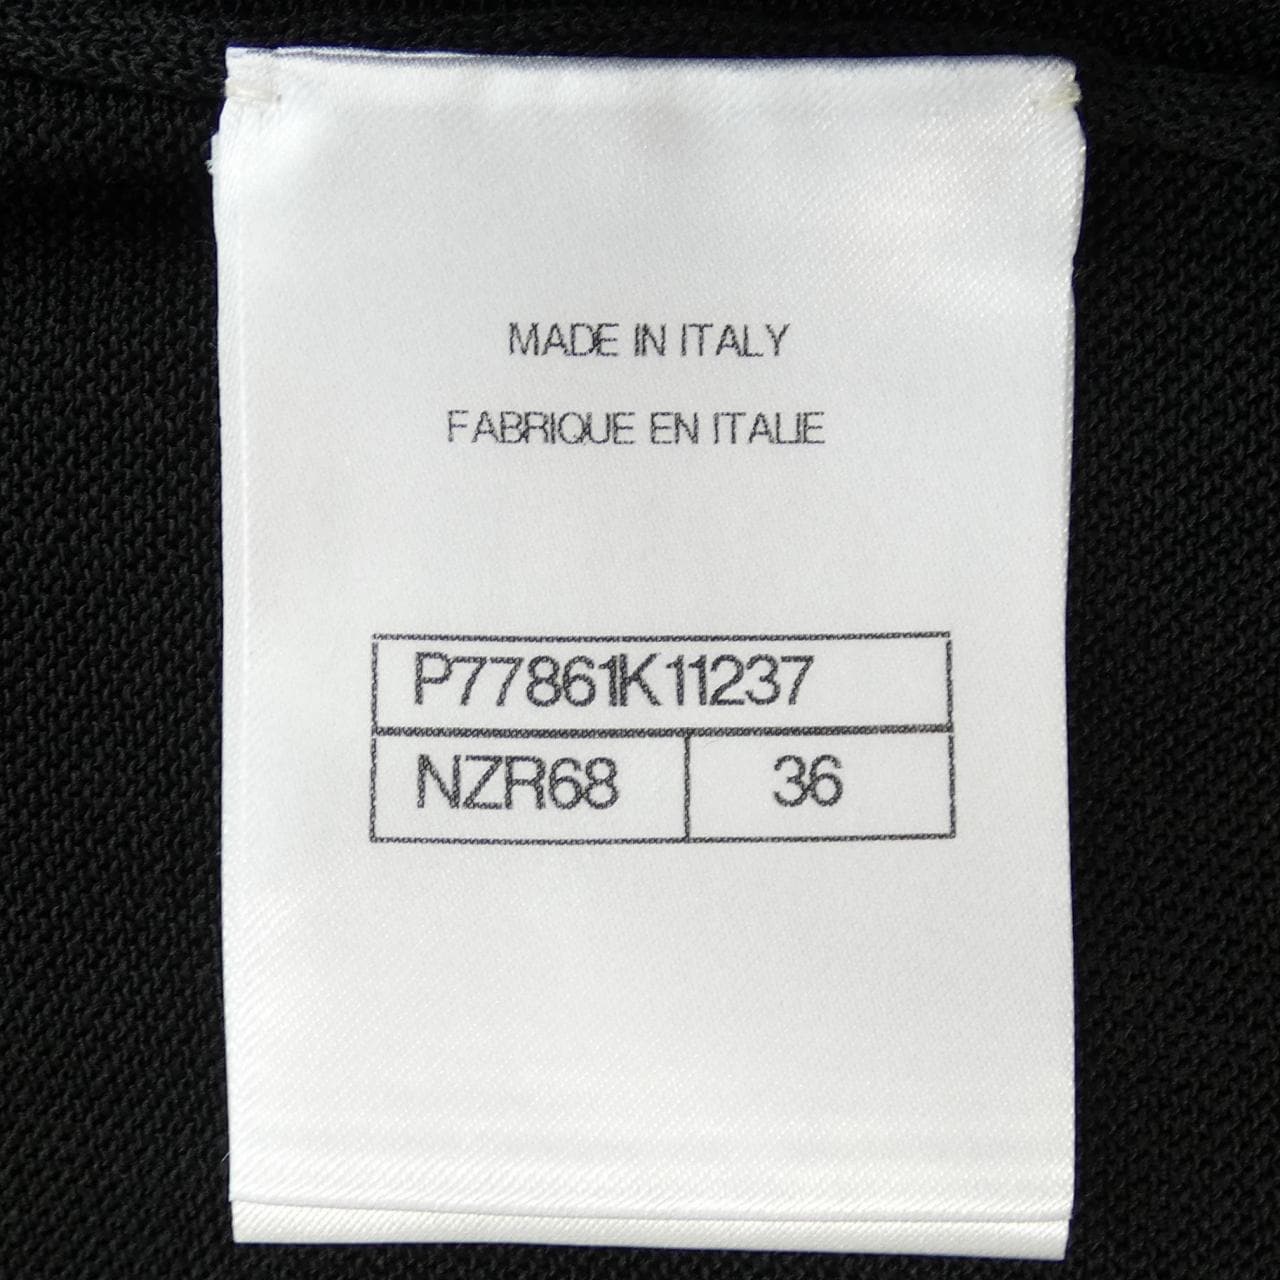 MADE IN ITALY
FABRIQUE EN ITALIE
P77861K11237
NZR68 36